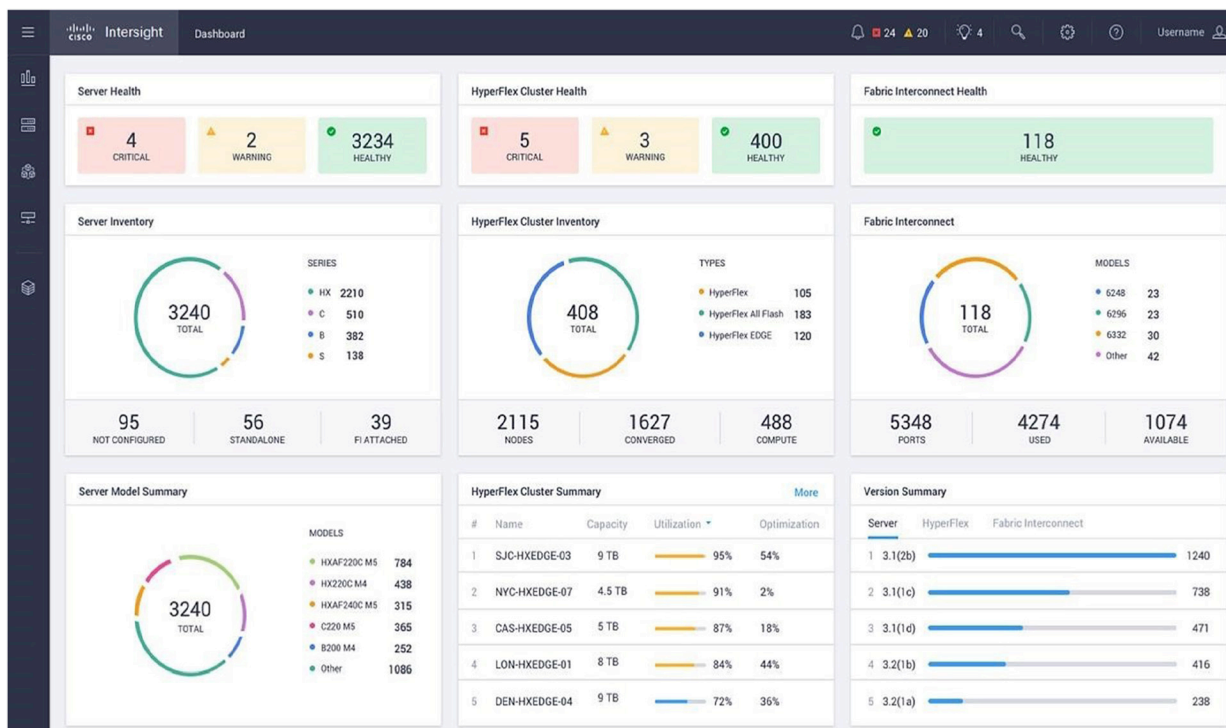 cisco Intersight Dashboard 24 20 4 Username
Server Health
4 2 3234
CRITICAL WARNING HEALTHY
HyperFlex Cluster Health
5 3 400
CRITICAL WARNING HEALTHY
Fabric Interconnect Health
118
HEALTHY
Server Inventory
3240
TOTAL
SERIES
HX 2210
C 510
B 382
S 138
95 56 39
NOT CONFIGURED STANDALONE FI ATTACHED
HyperFlex Cluster Inventory
408
TOTAL
TYPES
HyperFlex 105
HyperFlex All Flash 183
HyperFlex EDGE 120
2115 1627 488
NODES CONVERGED COMPUTE
Fabric Interconnect
118
TOTAL
MODELS
6248 23
6296 23
6332 30
Other 42
5348 4274 1074
PORTS USED AVAILABLE
Server Model Summary
3240
TOTAL
MODELS
HXAF220C M5 784
HX220C M4 438
HXAF240C M5 315
C220 M5 365
B200 M4 252
Other 1086
HyperFlex Cluster Summary More
# Name Capacity Utilization Optimization
1 SJC-HXEDGE-03 9 TB 95% 54%
2 NYC-HXEDGE-07 4.5 TB 91% 2%
3 CAS-HXEDGE-05 5 TB 87% 18%
4 LON-HXEDGE-01 8 TB 84% 44%
5 DEN-HXEDGE-04 9 TB 72% 36%
Version Summary
Server HyperFlex Fabric Interconnect
1 3.1(2b) 1240
2 3.1(1c) 738
3 3.1(1d) 471
4 3.2(1b) 416
5 3.2(1a) 238